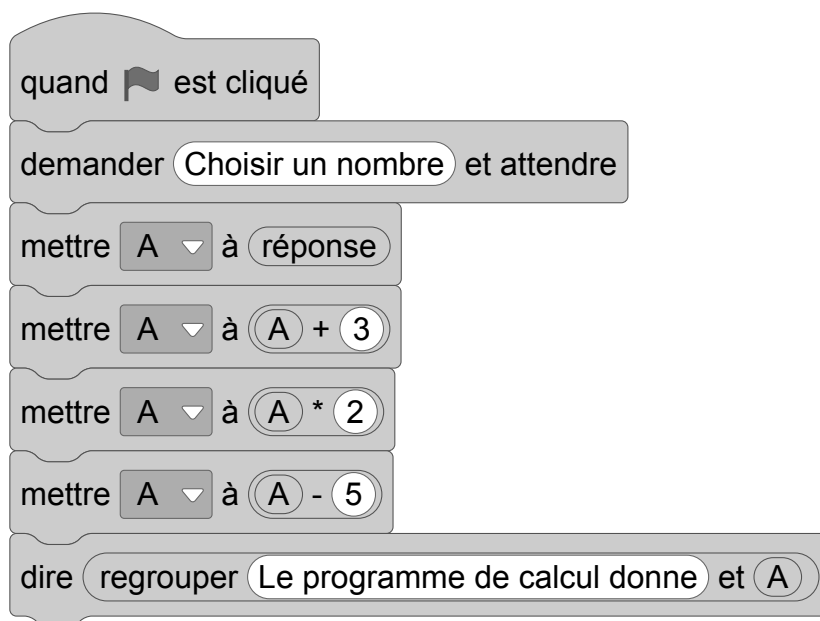 quand est cliqué
demander Choisir un nombre et attendre
mettre A à réponse
mettre A à A + 3
mettre A à A * 2
mettre A à A - 5
dire regrouper Le programme de calcul donne et A